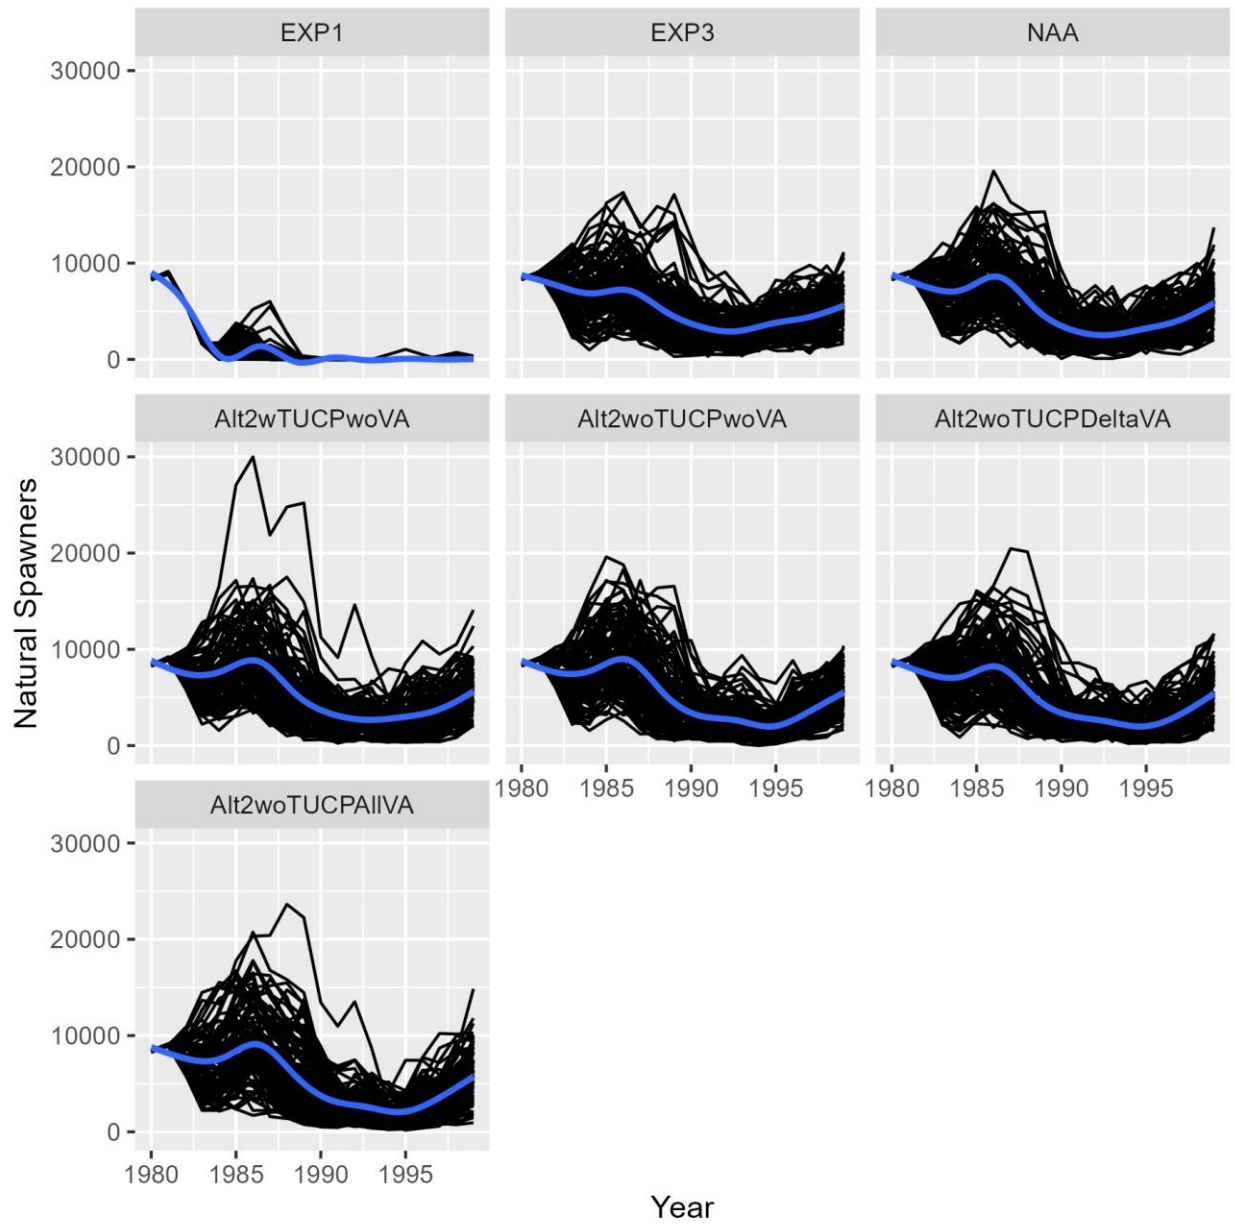 EXP1
EXP3
NAA
30000
20000
10000
0
Alt2wTUCPwoVA
Alt2woTUCPwoVA
Alt2woTUCPDeltaVA
30000
20000
10000
0
1980 1985 1990 1995
1980 1985 1990 1995
Alt2woTUCPAllVA
30000
20000
10000
0
1980 1985 1990 1995
Natural Spawners
Year